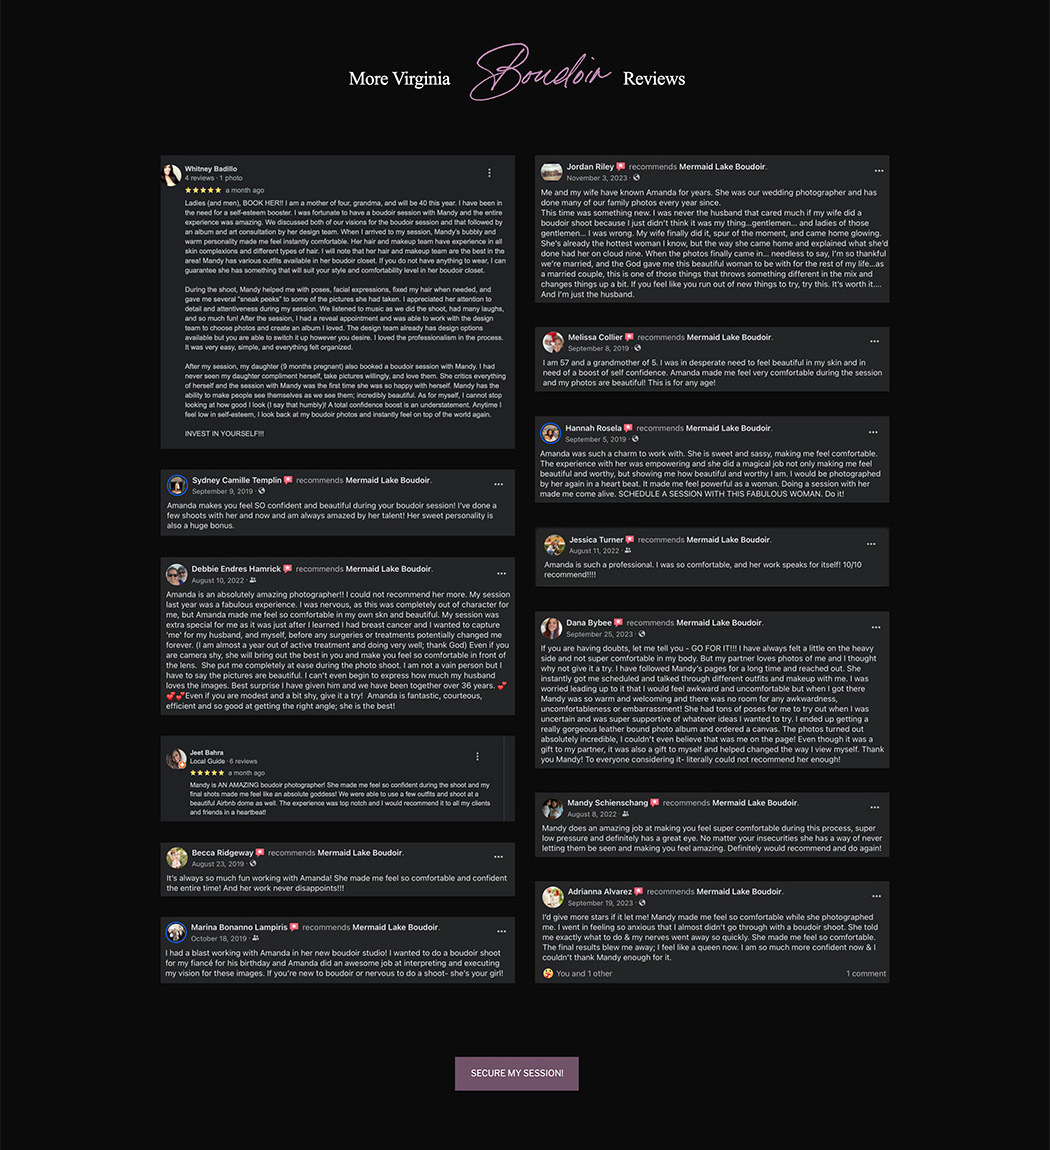 More Virginia Boudoir Reviews
Whitney Badillo
4 reviews · 1 photo
★★★★★ a month ago
Ladies (and men), BOOK HER!! I am a mother of four, grandma, and will be 40 this year. I have been in
the need for a self-esteem booster. I was fortunate to have a boudoir session with Mandy and the entire
experience was amazing. We discussed both of our visions for the boudoir session and that followed by
an album and art consultation by her design team. When I arrived to my session, Mandy's bubbly and
warm personality made me feel instantly comfortable. Her hair and makeup team have experience in all
skin complexions and different types of hair. I will note that her hair and makeup team are the best in the
area! Mandy has various outfits available in her boudoir closet. If you do not have anything to wear, I can
guarantee she has something that will suit your style and comfortability level in her boudoir closet.
During the shoot, Mandy helped me with poses, facial expressions, fixed my hair when needed, and
gave me several "sneak peeks" to some of the pictures she had taken. I appreciated her attention to
detail and attentiveness during my session. We listened to music as we did the shoot, had many laughs,
and so much fun! After the session, I had a reveal appointment and was able to work with the design
team to choose photos and create an album I loved. The design team already has design options
available but you are able to switch it up however you desire. I loved the professionalism in the process.
It was very easy, simple, and everything felt organized.
After my session, my daughter (9 months pregnant) also booked a boudoir session with Mandy. I had
never seen my daughter compliment herself, take pictures willingly, and love them. She critics everything
of herself and the session with Mandy was the first time she was so happy with herself. Mandy has the
ability to make people see themselves as we see them; incredibly beautiful. As for myself, I cannot stop
looking at how good I look (I say that humbly)! A total confidence boost is an understatement. Anytime I
feel low in self-esteem, I look back at my boudoir photos and instantly feel on top of the world again.
INVEST IN YOURSELF!!!
Sydney Camille Templin recommends Mermaid Lake Boudoir.
September 9, 2019 ·
Amanda makes you feel SO confident and beautiful during your boudoir session! I've done a
few shoots with her and now and am always amazed by her talent! Her sweet personality is
also a huge bonus.
Debbie Endres Hamrick recommends Mermaid Lake Boudoir.
August 10, 2022 ·
Amanda is an absolutely amazing photographer!! I could not recommend her more. My session
last year was a fabulous experience. I was nervous, as this was completely out of character for
me, but Amanda made me feel so comfortable in my own skn and beautiful. My session was
extra special for me as it was just after I learned I had breast cancer and I wanted to capture
'me' for my husband, and myself, before any surgeries or treatments potentially changed me
forever. (I am almost a year out of active treatment and doing very well; thank God) Even if you
are camera shy, she will bring out the best in you and make you feel so comfortable in front of
the lens. She put me completely at ease during the photo shoot. I am not a vain person but I
have to say the pictures are beautiful. I can't even begin to express how much my husband
loves the images. Best surprise I have given him and we have been together over 36 years. 💕
💕💕Even if you are modest and a bit shy, give it a try! Amanda is fantastic, courteous,
efficient and so good at getting the right angle; she is the best!
Jeet Bahra
Local Guide · 6 reviews
★★★★★ a month ago
Mandy is AN AMAZING boudoir photographer! She made me feel so confident during the shoot and my
final shots made me feel like an absolute goddess! We were able to use a few outfits and shoot at a
beautiful Airbnb dome as well. The experience was top notch and I would recommend it to all my clients
and friends in a heartbeat!
Becca Ridgeway recommends Mermaid Lake Boudoir.
August 23, 2019 ·
It's always so much fun working with Amanda! She made me feel so comfortable and confident
the entire time! And her work never disappoints!!!
Marina Bonanno Lampiris recommends Mermaid Lake Boudoir.
October 18, 2019 ·
I had a blast working with Amanda in her new boudoir studio! I wanted to do a boudoir shoot
for my fiancé for his birthday and Amanda did an awesome job at interpreting and executing
my vision for these images. If you're new to boudoir or nervous to do a shoot- she's your girl!
Jordan Riley recommends Mermaid Lake Boudoir.
November 3, 2023 ·
Me and my wife have known Amanda for years. She was our wedding photographer and has
done many of our family photos every year since.
This time was something new. I was never the husband that cared much if my wife did a
boudoir shoot because I just didn't think it was my thing...gentlemen... and ladies of those
gentlemen... I was wrong. My wife finally did it, spur of the moment, and came home glowing.
She's already the hottest woman I know, but the way she came home and explained what she'd
done had her on cloud nine. When the photos finally came in... needless to say, I'm so thankful
we're married, and the God gave me this beautiful woman to be with for the rest of my life...as
a married couple, this is one of those things that throws something different in the mix and
changes things up a bit. If you feel like you run out of new things to try, try this. It's worth it....
And I'm just the husband.
Melissa Collier recommends Mermaid Lake Boudoir.
September 8, 2019 ·
I am 57 and a grandmother of 5. I was in desperate need to feel beautiful in my skin and in
need of a boost of self confidence. Amanda made me feel very comfortable during the session
and my photos are beautiful! This is for any age!
Hannah Rosela recommends Mermaid Lake Boudoir.
September 5, 2019 ·
Amanda was such a charm to work with. She is sweet and sassy, making me feel comfortable.
The experience with her was empowering and she did a magical job not only making me feel
beautiful and worthy, but showing me how beautiful and worthy I am. I would be photographed
by her again in a heart beat. It made me feel powerful as a woman. Doing a session with her
made me come alive. SCHEDULE A SESSION WITH THIS FABULOUS WOMAN. Do it!
Jessica Turner recommends Mermaid Lake Boudoir.
August 11, 2022 ·
Amanda is such a professional. I was so comfortable, and her work speaks for itself! 10/10
recommend!!!!
Dana Bybee recommends Mermaid Lake Boudoir.
September 25, 2023 ·
If you are having doubts, let me tell you - GO FOR IT!!! I have always felt a little on the heavy
side and not super comfortable in my body. But my partner loves photos of me and I thought
why not give it a try. I have followed Mandy's pages for a long time and reached out. She
instantly got me scheduled and talked through different outfits and makeup with me. I was
worried leading up to it that I would feel awkward and uncomfortable but when I got there
Mandy was so warm and welcoming and there was no room for any awkwardness,
uncomfortableness or embarrassment! She had tons of poses for me to try out when I was
uncertain and was super supportive of whatever ideas I wanted to try. I ended up getting a
really gorgeous leather bound photo album and ordered a canvas. The photos turned out
absolutely incredible, I couldn't even believe that was me on the page! Even though it was a
gift to my partner, it was also a gift to myself and helped changed the way I view myself. Thank
you Mandy! To everyone considering it- literally could not recommend her enough!
Mandy Schienschang recommends Mermaid Lake Boudoir.
August 8, 2022 ·
Mandy does an amazing job at making you feel super comfortable during this process, super
low pressure and definitely has a great eye. No matter your insecurities she has a way of never
letting them be seen and making you feel amazing. Definitely would recommend and do again!
Adrianna Alvarez recommends Mermaid Lake Boudoir.
September 19, 2023 ·
I'd give more stars if it let me! Mandy made me feel so comfortable while she photographed
me. I went in feeling so anxious that I almost didn't go through with a boudoir shoot. She told
me exactly what to do & my nerves went away so quickly. She made me feel so comfortable.
The final results blew me away; I feel like a queen now. I am so much more confident now & I
couldn't thank Mandy enough for it.
You and 1 other 1 comment
SECURE MY SESSION!